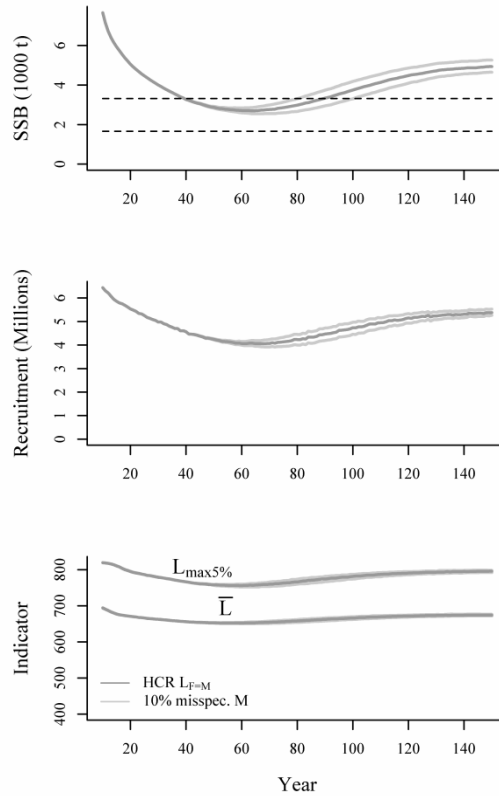 SSB (1000 t)
6
4
2
0
20 40 60 80 100 120 140
Recruitment (Millions)
6
5
4
3
2
1
0
20 40 60 80 100 120 140
Indicator
800
700
600
500
400
Lmax5%
L̅
HCR LF=M
10% misspec. M
20 40 60 80 100 120 140
Year